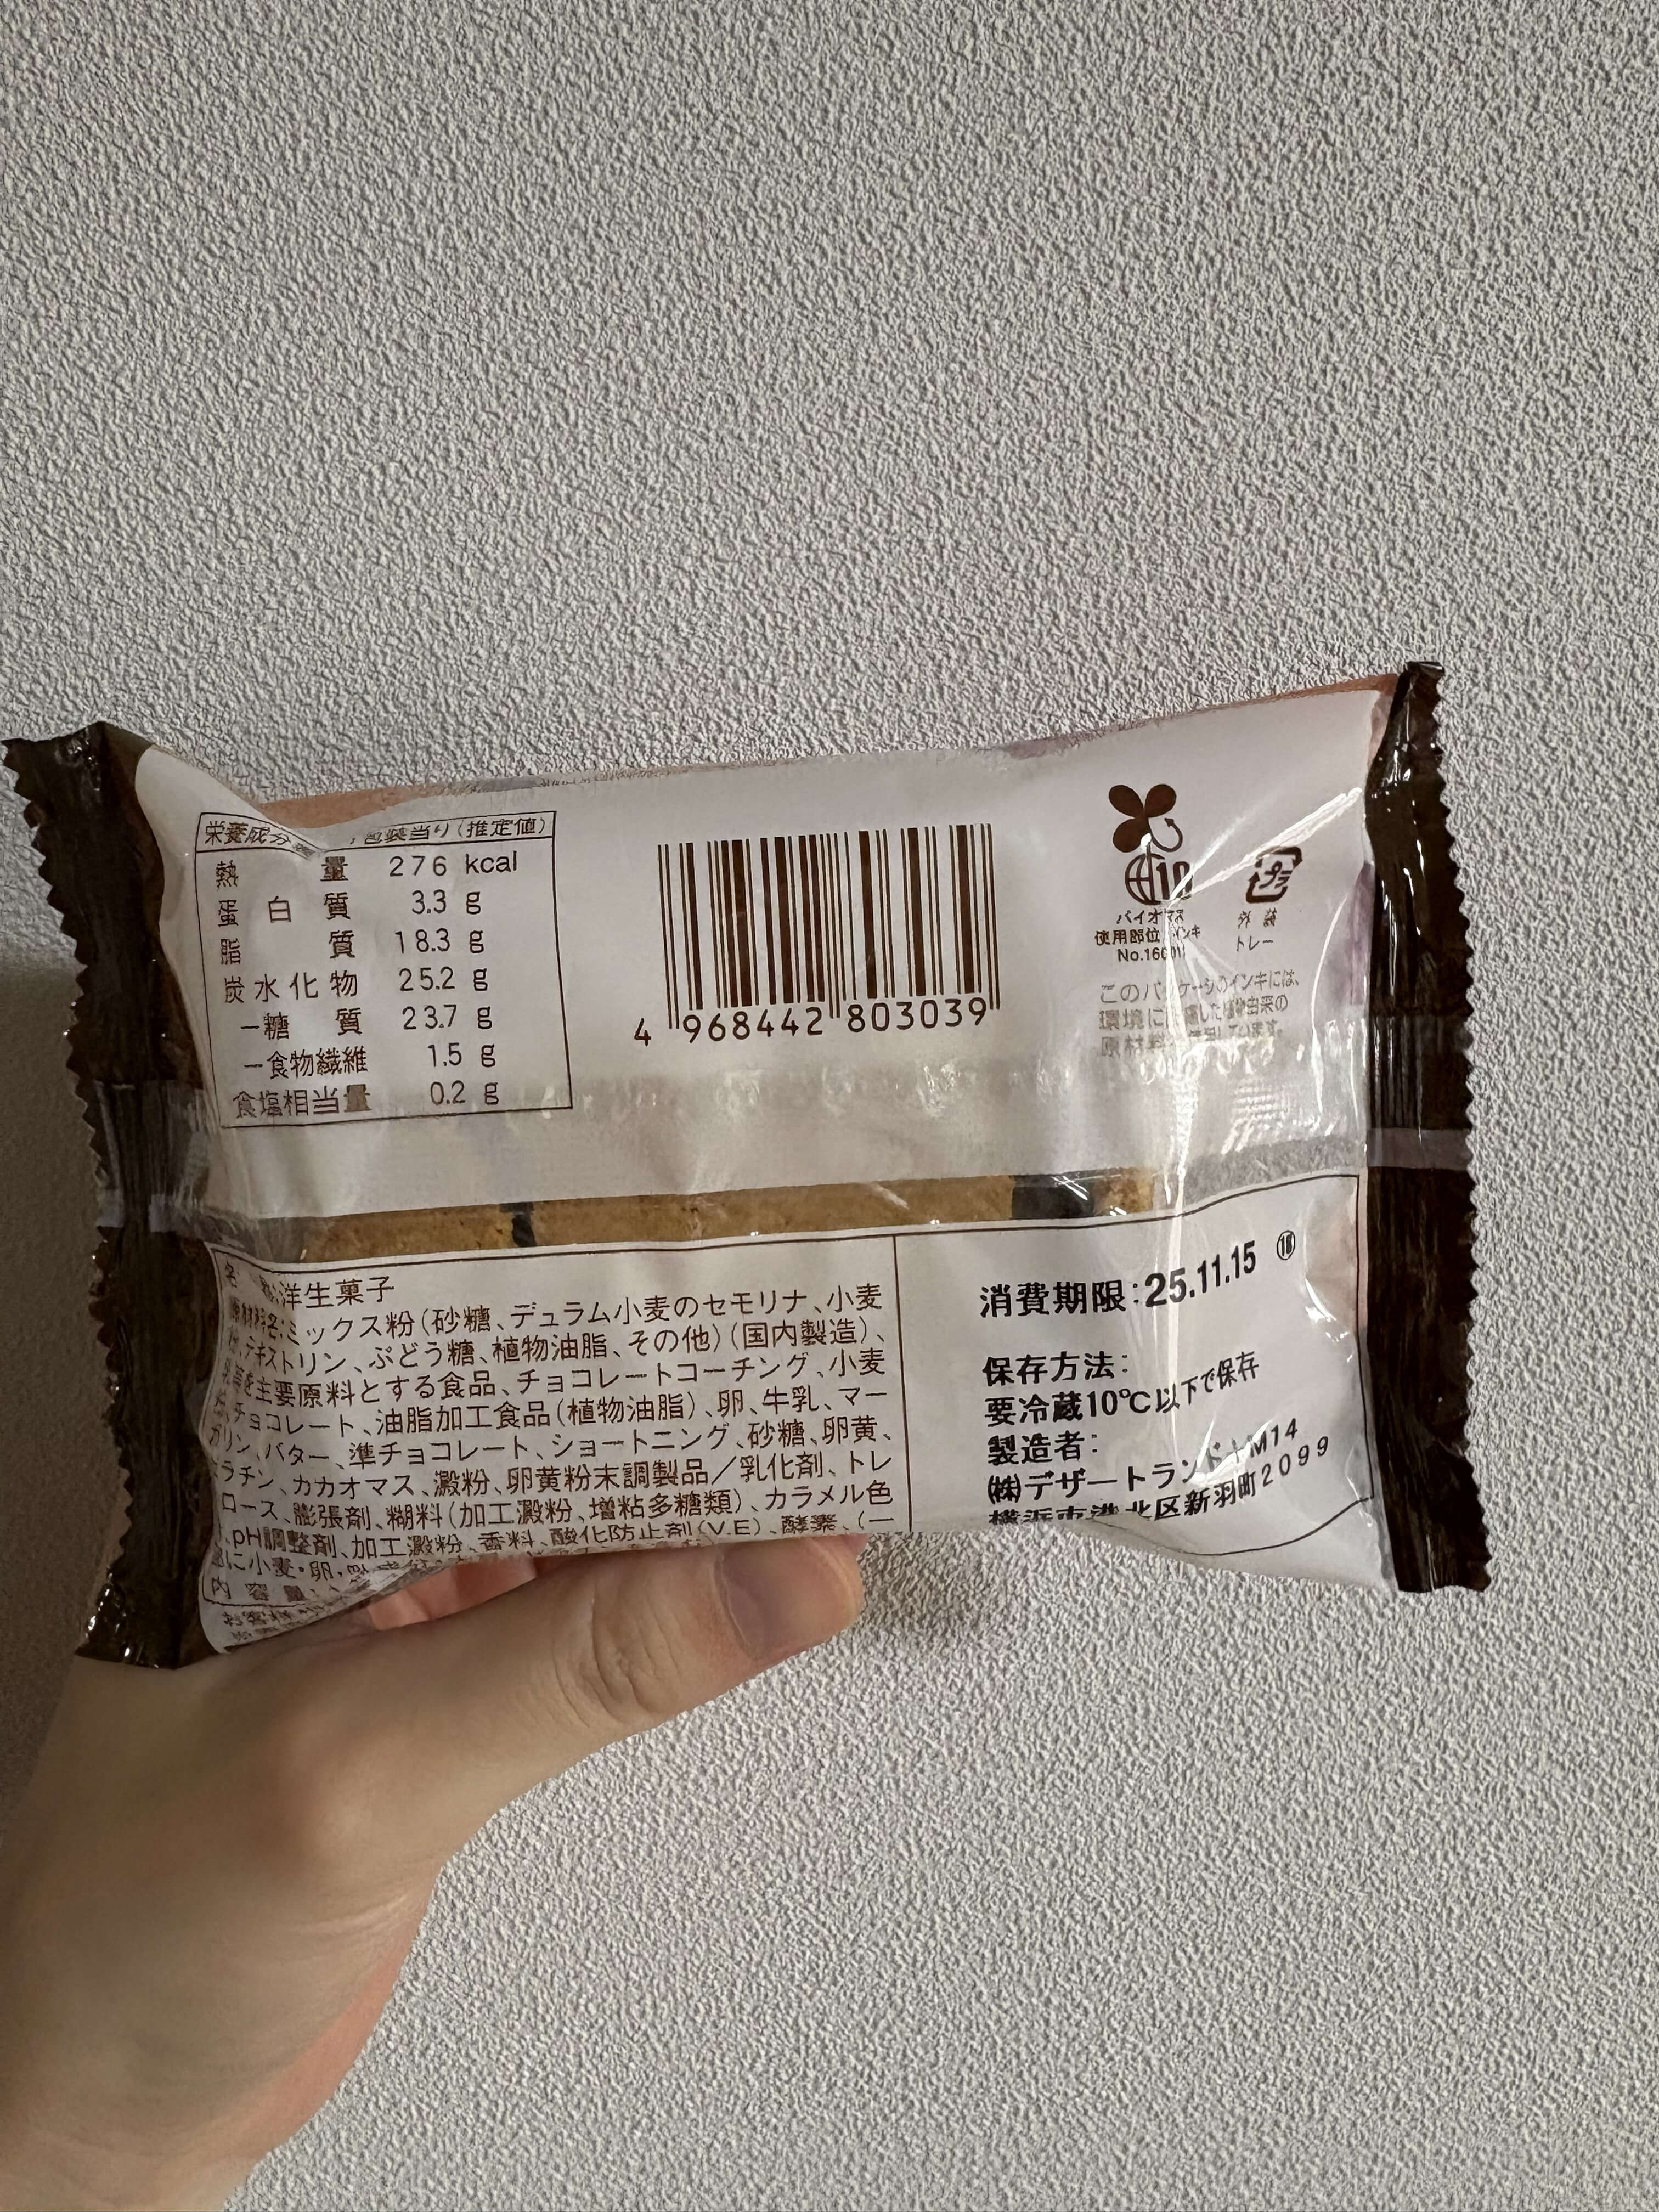 栄養成分 包装当り(推定値)
熱量 276 kcal
蛋白質 3.3 g
脂質 18.3 g
炭水化物 25.2 g
－糖質 23.7 g
－食物繊維 1.5 g
食塩相当量 0.2 g
4 968442 803039
10
バイオマス
使用部位 インキ
プラ
外装
トレー
このパッケージのインキには、
洋生菓子
ミックス粉(砂糖、デュラム小麦のセモリナ、小麦
デキストリン、ぶどう糖、植物油脂、その他)(国内製造)、
等を主要原料とする食品、チョコレートコーチング、小麦
チョコレート、油脂加工食品(植物油脂)、卵、牛乳、マー
ガリン、バター、準チョコレート、ショートニング、砂糖、卵黄、
ゼラチン、カカオマス、澱粉、卵黄粉末調製品／乳化剤、トレ
ロース、膨張剤、糊料(加工澱粉、増粘多糖類)、カラメル色
、pH調整剤、加工澱粉、香料、酸化防止剤(V.E)、酵素、(一
に小麦・卵・
内容量
消費期限:25.11.15 ⑱
保存方法:
要冷蔵10℃以下で保存
製造者:
㈱デザートランド+M14
横浜市港北区新羽町2099